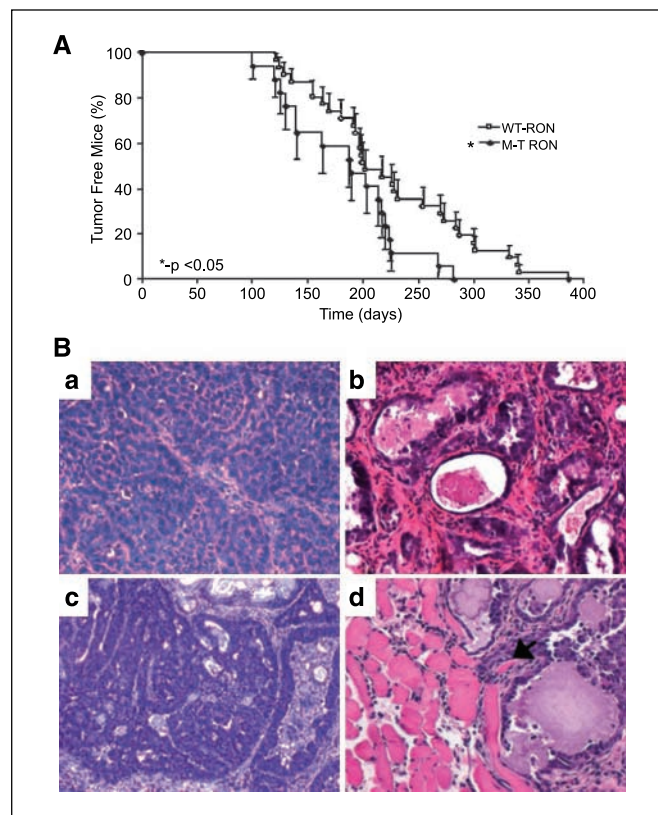 A
100
80
60
40
20
0
Tumor Free Mice (%)
WT-RON
* M-T RON
*-p <0.05
0 50 100 150 200 250 300 350 400
Time (days)
B
a
b
c
d